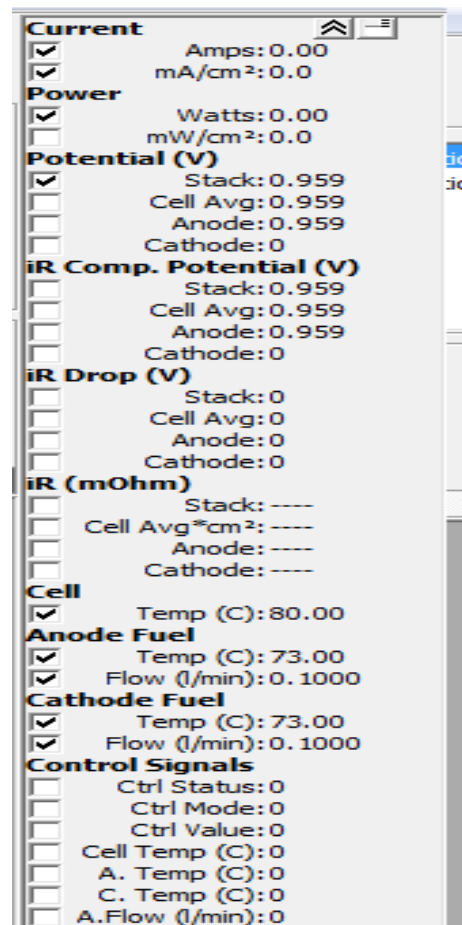 Current
Amps: 0.00
mA/cm²: 0.0
Power
Watts: 0.00
mW/cm²: 0.0
Potential (V)
Stack: 0.959
Cell Avg: 0.959
Anode: 0.959
Cathode: 0
iR Comp. Potential (V)
Stack: 0.959
Cell Avg: 0.959
Anode: 0.959
Cathode: 0
iR Drop (V)
Stack: 0
Cell Avg: 0
Anode: 0
Cathode: 0
iR (mOhm)
Stack: ----
Cell Avg*cm²: ----
Anode: ----
Cathode: ----
Cell
Temp (C): 80.00
Anode Fuel
Temp (C): 73.00
Flow (l/min): 0.1000
Cathode Fuel
Temp (C): 73.00
Flow (l/min): 0.1000
Control Signals
Ctrl Status: 0
Ctrl Mode: 0
Ctrl Value: 0
Cell Temp (C): 0
A. Temp (C): 0
C. Temp (C): 0
A.Flow (l/min): 0